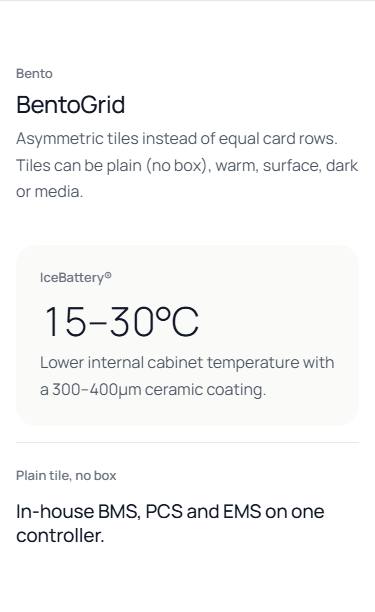 Bento
BentoGrid
Asymmetric tiles instead of equal card rows.
Tiles can be plain (no box), warm, surface, dark
or media.
IceBattery®
15–30°C
Lower internal cabinet temperature with
a 300–400µm ceramic coating.
Plain tile, no box
In-house BMS, PCS and EMS on one
controller.